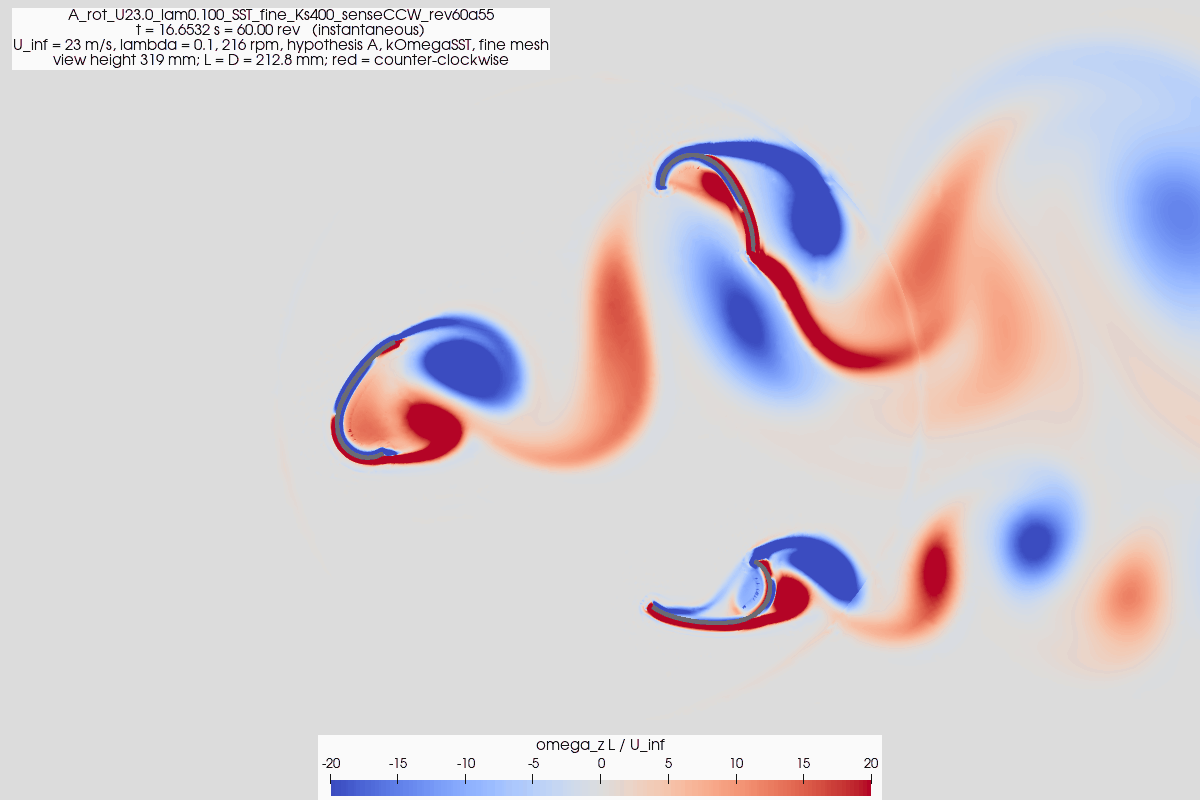 A_rot_U23.0_lam0.100_SST_fine_Ks400_senseCCW_rev60a55
t = 16.6532 s = 60.00 rev (instantaneous)
U_inf = 23 m/s, lambda = 0.1, 216 rpm, hypothesis A, kOmegaSST, fine mesh
view height 319 mm; L = D = 212.8 mm; red = counter-clockwise
omega_z L / U_inf
-20 -15 -10 -5 0 5 10 15 20